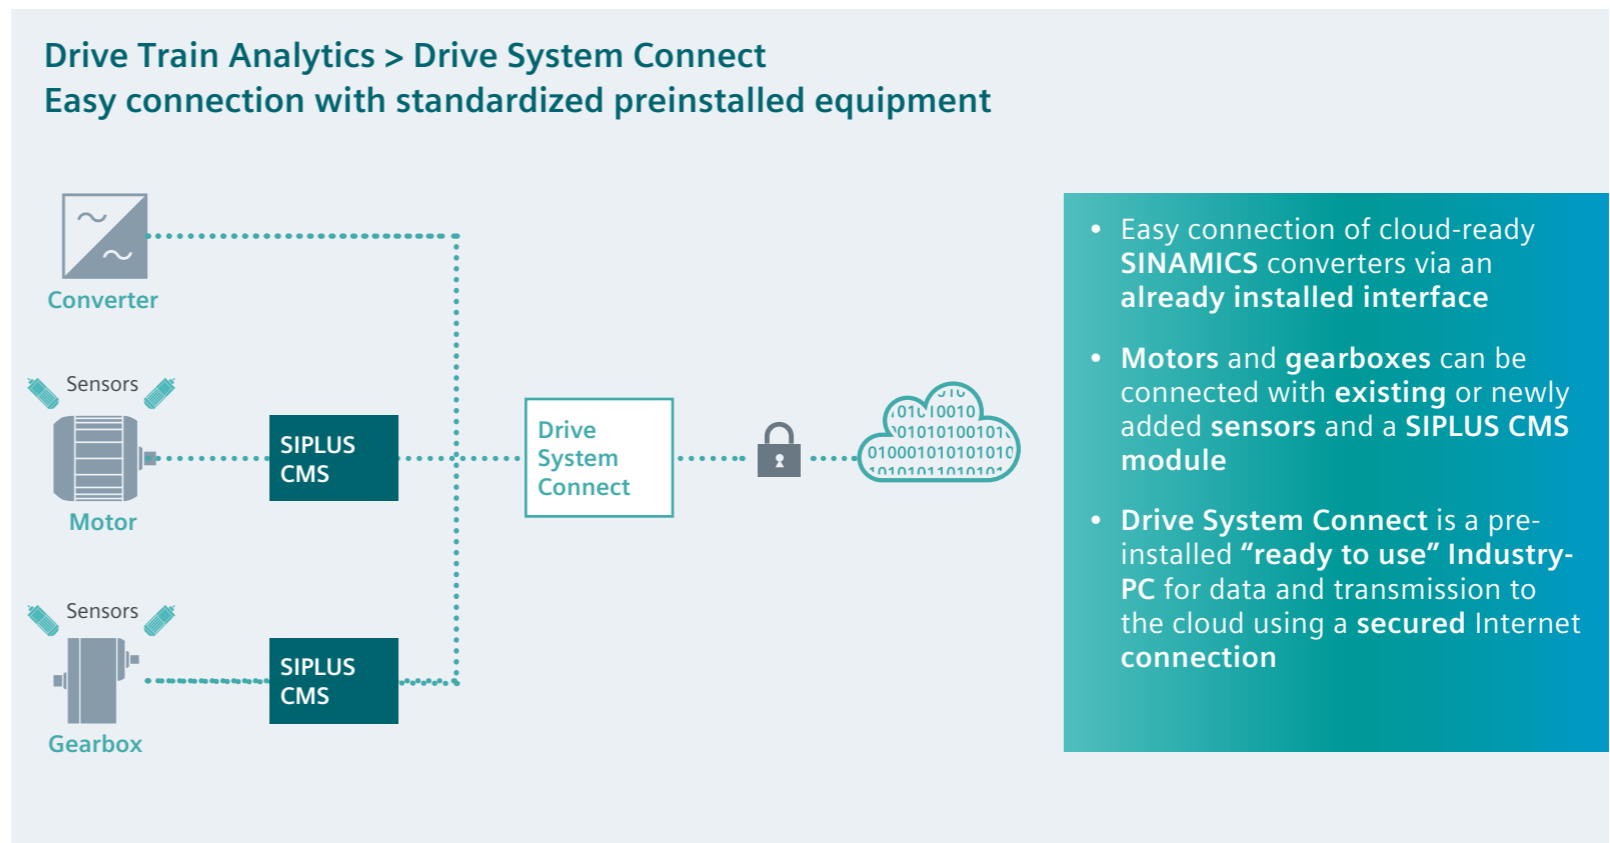 Drive Train Analytics > Drive System Connect
Easy connection with standardized preinstalled equipment
Converter
Sensors
Motor
SIPLUS
CMS
Sensors
Gearbox
SIPLUS
CMS
Drive
System
Connect
01010010
010101001010
010001010101010
• Easy connection of cloud-ready
SINAMICS converters via an
already installed interface
• Motors and gearboxes can be
connected with existing or newly
added sensors and a SIPLUS CMS
module
• Drive System Connect is a pre-
installed “ready to use” Industry-
PC for data and transmission to
the cloud using a secured Internet
connection